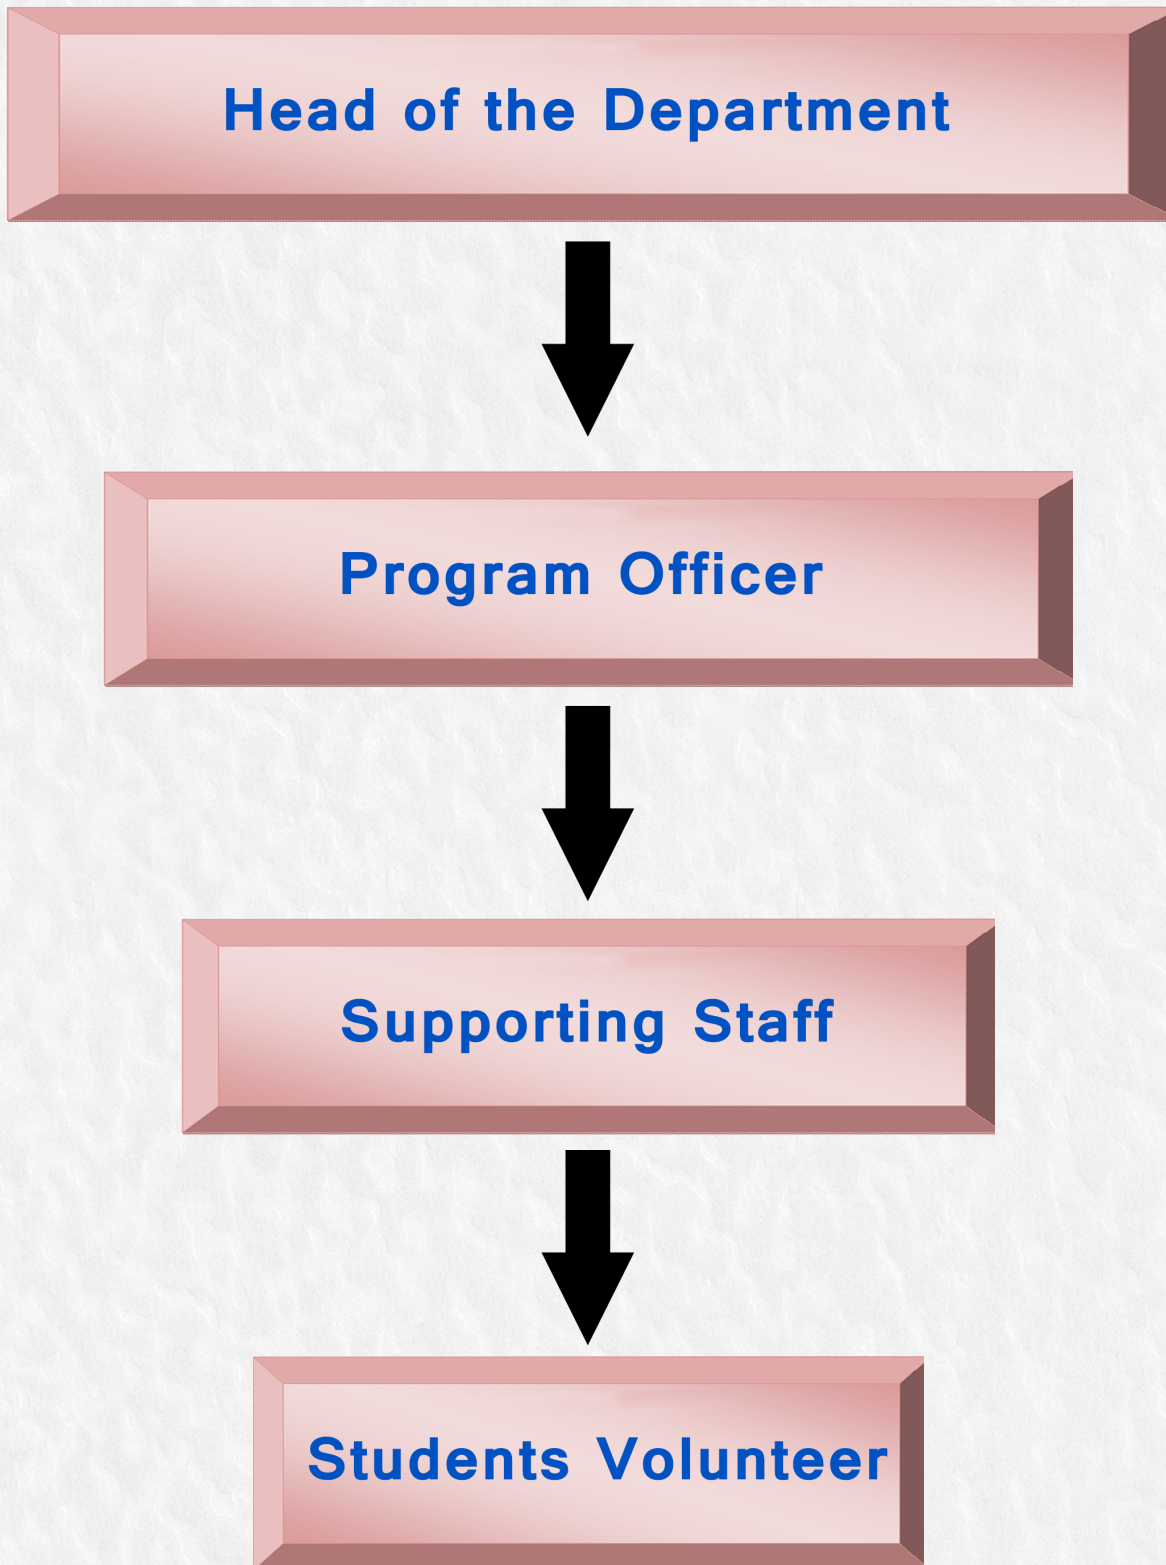 Head of the Department
Program Officer
Supporting Staff
Students Volunteer